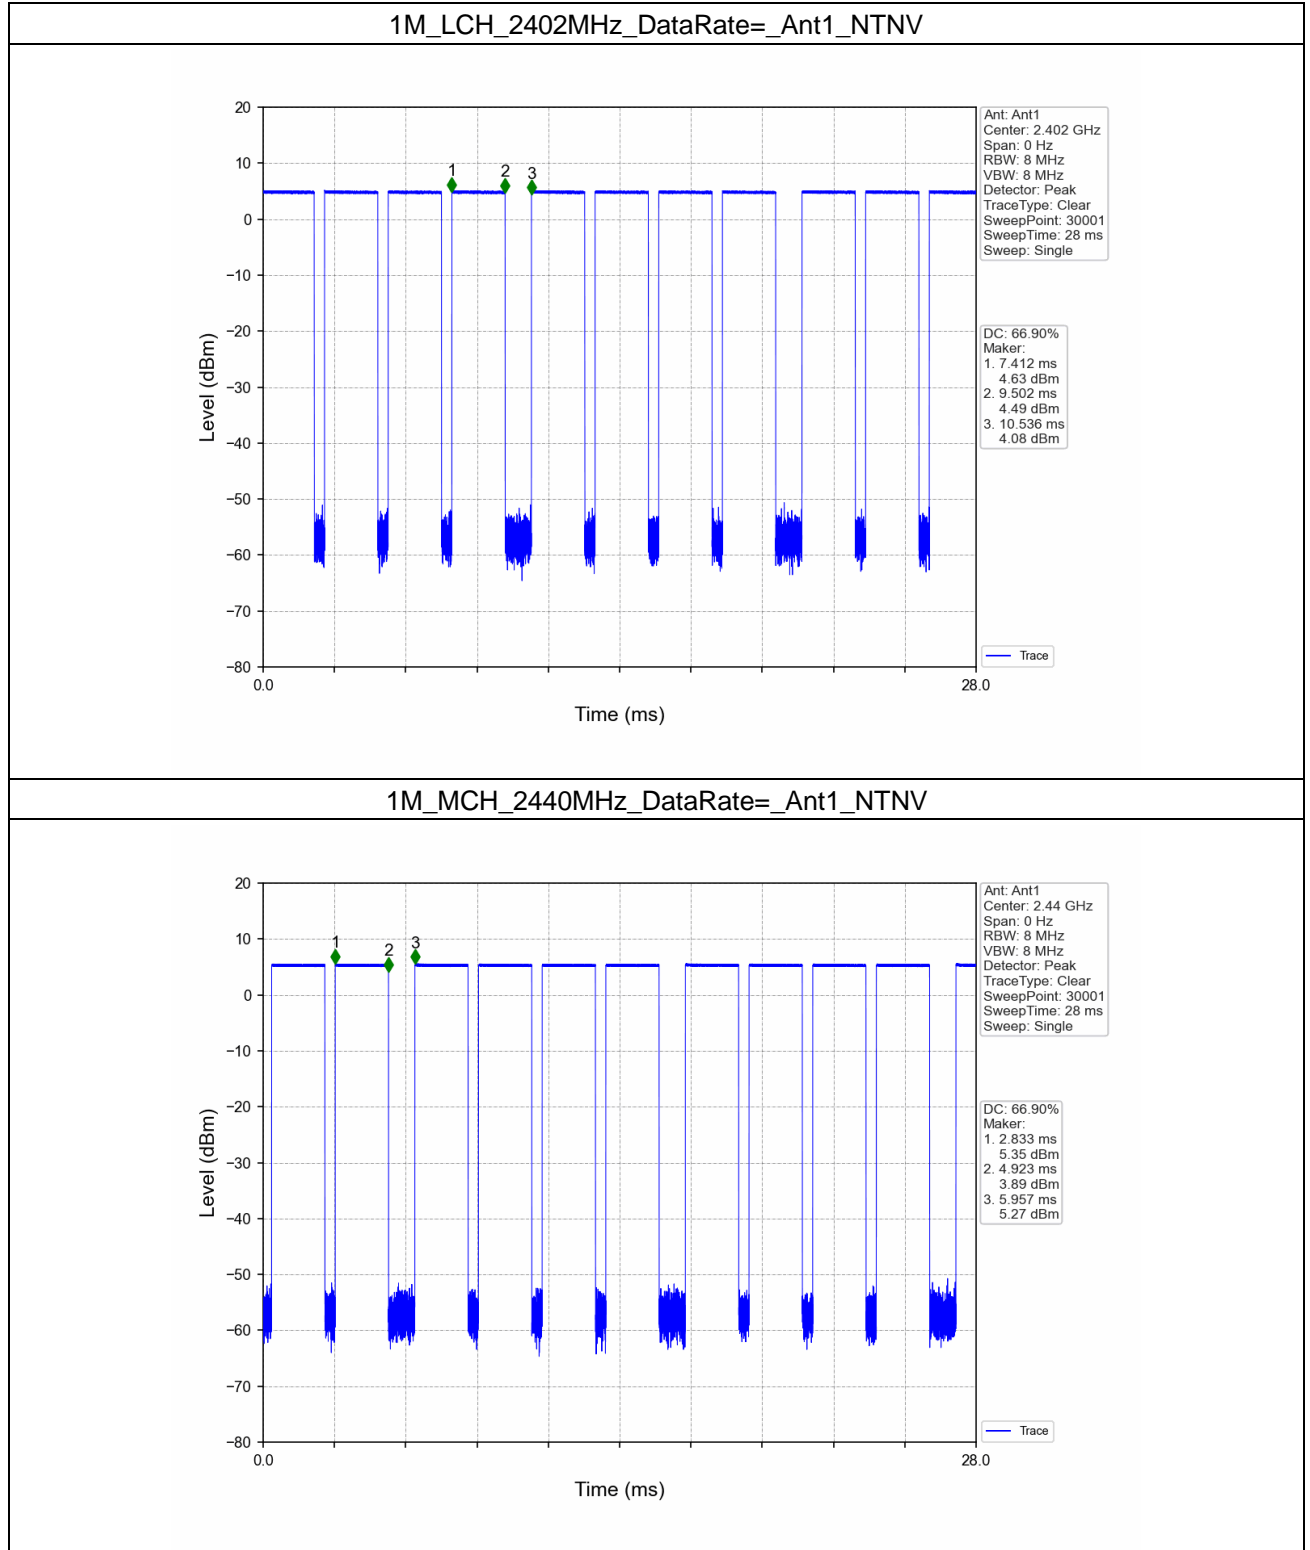 1M_LCH_2402MHz_DataRate=_Ant1_NTNV
20
10
0
−10
−20
−30
−40
−50
−60
−70
−80
Level (dBm)
1
2
3
0.0
28.0
Time (ms)
Ant: Ant1
Center: 2.402 GHz
Span: 0 Hz
RBW: 8 MHz
VBW: 8 MHz
Detector: Peak
TraceType: Clear
SweepPoint: 30001
SweepTime: 28 ms
Sweep: Single
DC: 66.90%
Maker:
1. 7.412 ms
4.63 dBm
2. 9.502 ms
4.49 dBm
3. 10.536 ms
4.08 dBm
Trace
1M_MCH_2440MHz_DataRate=_Ant1_NTNV
20
10
0
−10
−20
−30
−40
−50
−60
−70
−80
Level (dBm)
1
2
3
0.0
28.0
Time (ms)
Ant: Ant1
Center: 2.44 GHz
Span: 0 Hz
RBW: 8 MHz
VBW: 8 MHz
Detector: Peak
TraceType: Clear
SweepPoint: 30001
SweepTime: 28 ms
Sweep: Single
DC: 66.90%
Maker:
1. 2.833 ms
5.35 dBm
2. 4.923 ms
3.89 dBm
3. 5.957 ms
5.27 dBm
Trace